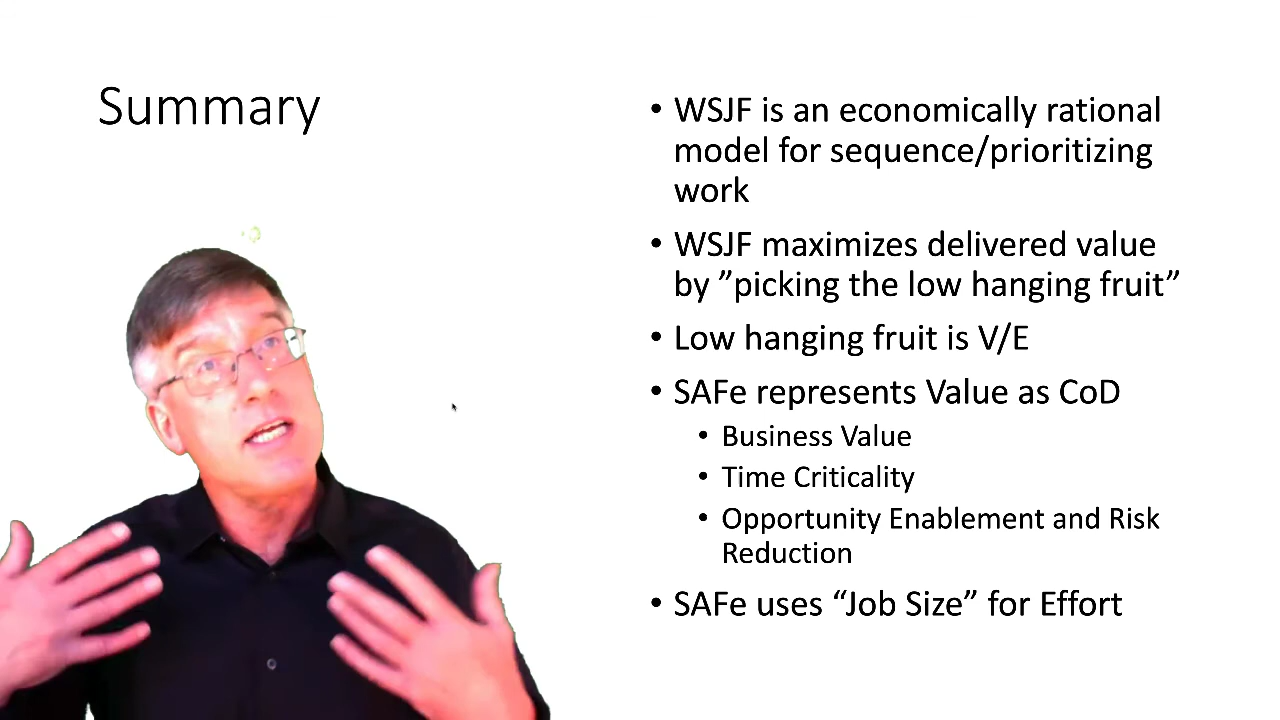 Summary
• WSJF is an economically rational
model for sequence/prioritizing
work
• WSJF maximizes delivered value
by ”picking the low hanging fruit”
• Low hanging fruit is V/E
• SAFe represents Value as CoD
• Business Value
• Time Criticality
• Opportunity Enablement and Risk
Reduction
• SAFe uses “Job Size” for Effort